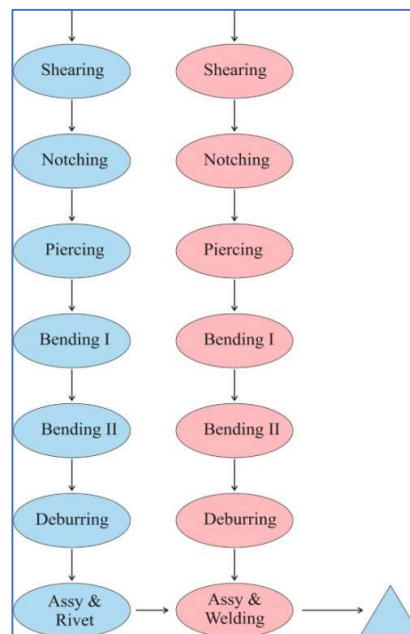 Shearing
Shearing
Notching
Notching
Piercing
Piercing
Bending I
Bending I
Bending II
Bending II
Deburring
Deburring
Assy &
Rivet
Assy &
Welding